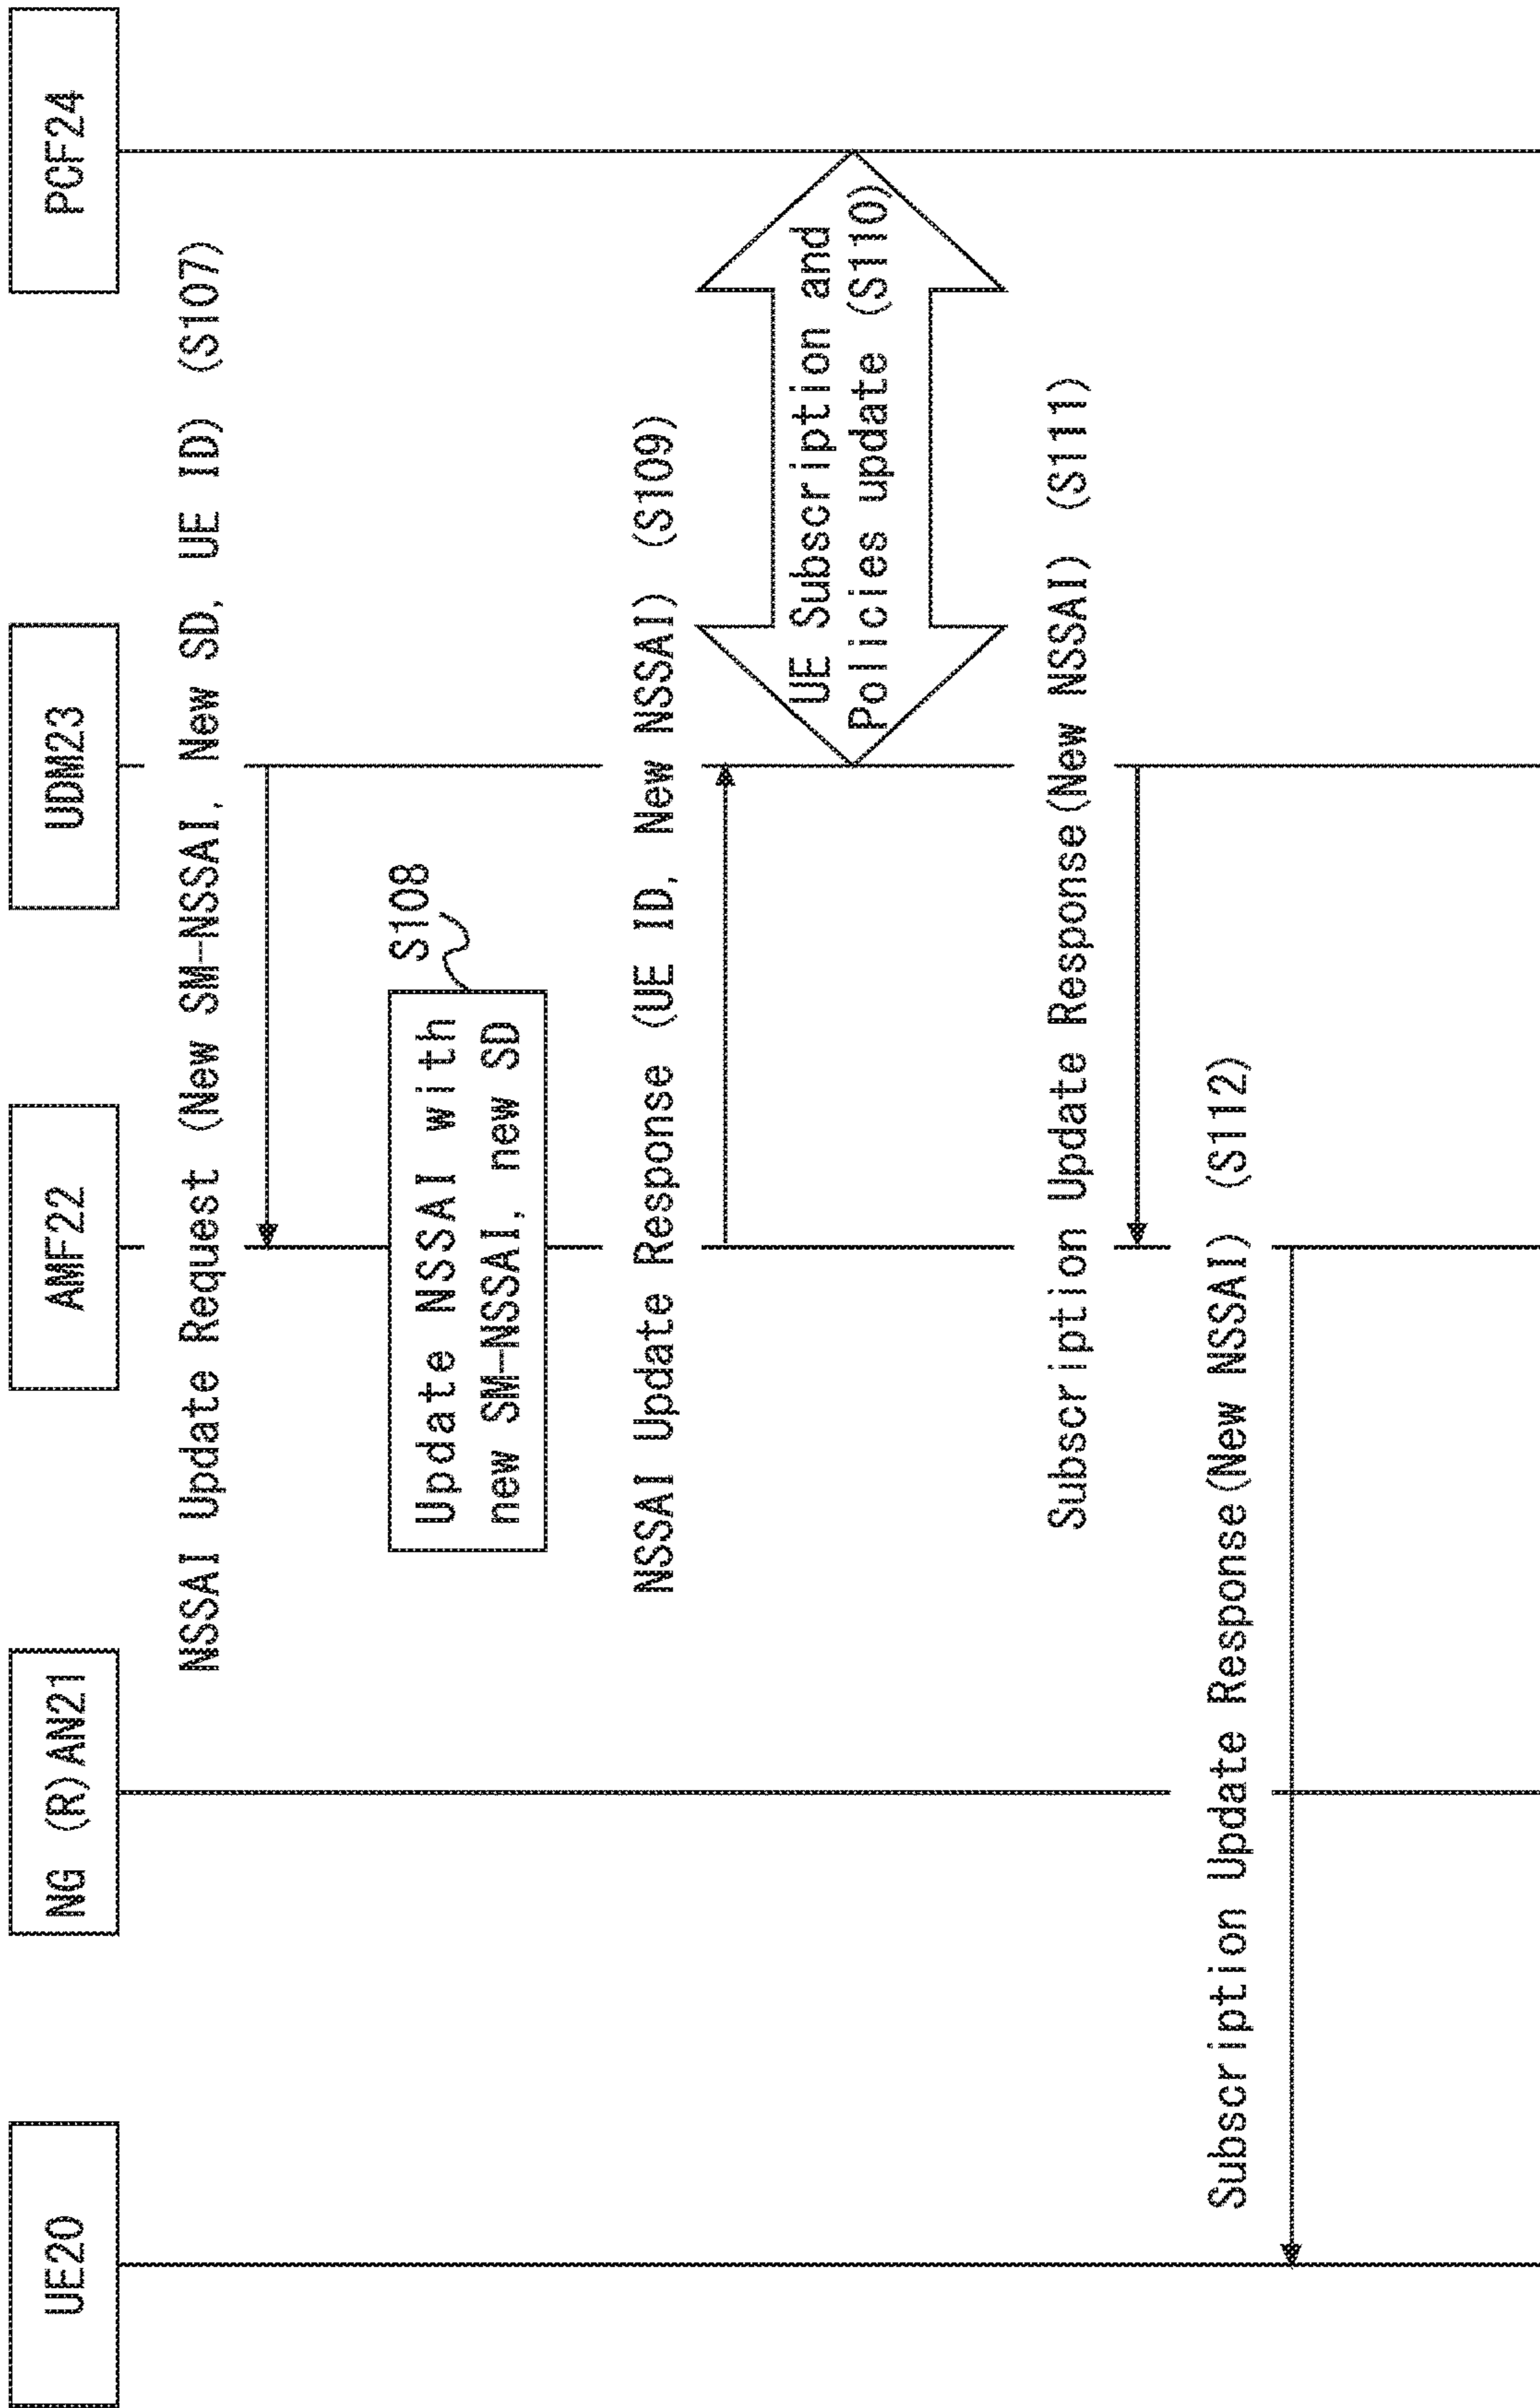 UE20
NG (R)AN21
AMF22
UDM23
PCF24
NSSAI Update Request (New SM-NSSAI, New SD, UE ID) (S107)
S108
Update NSSAI with
new SM-NSSAI, new SD
NSSAI Update Response (UE ID, New NSSAI) (S109)
UE Subscription and
Policies update (S110)
Subscription Update Response(New NSSAI) (S111)
Subscription Update Response(New NSSAI) (S112)